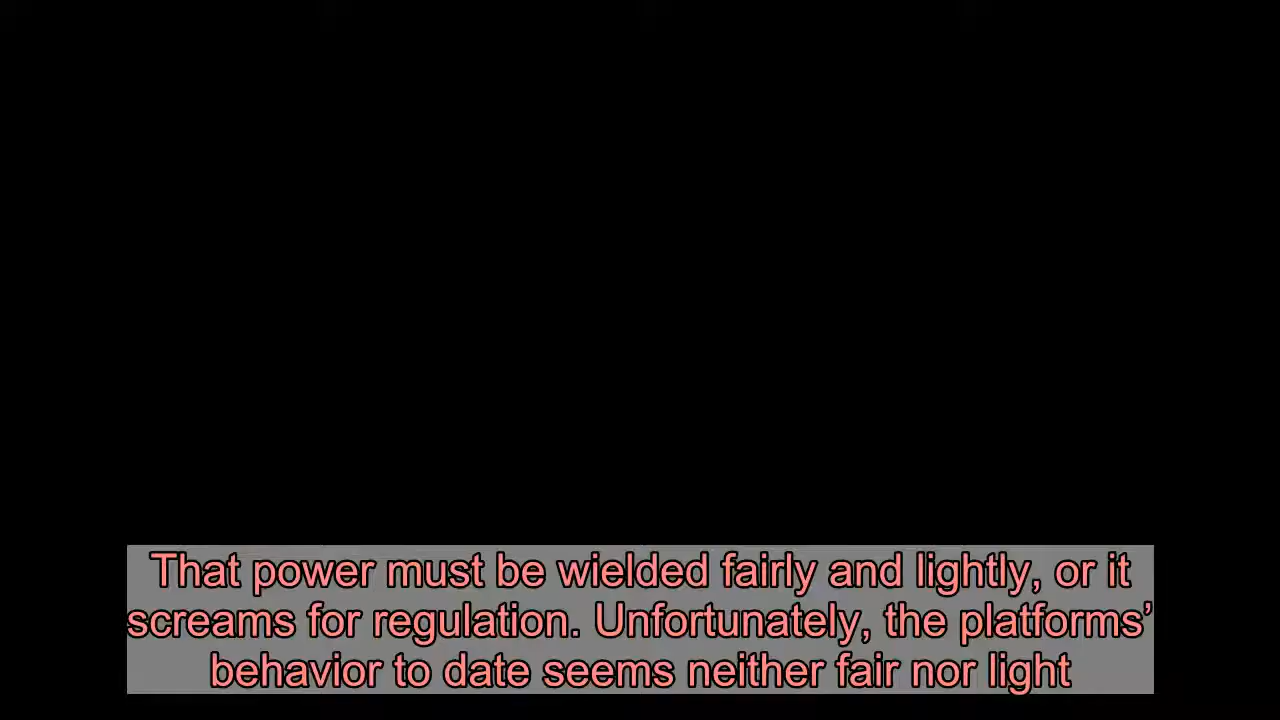 That power must be wielded fairly and lightly, or it
screams for regulation. Unfortunately, the platforms’
behavior to date seems neither fair nor light